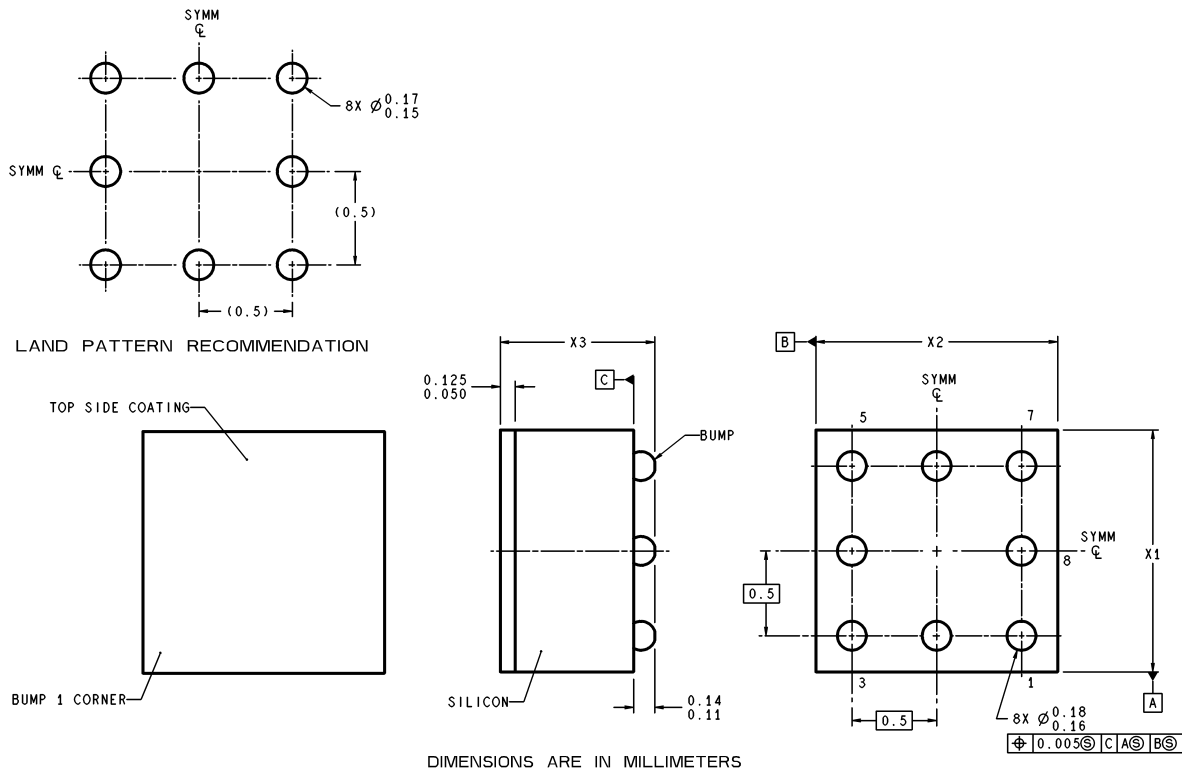 SYMM
℄
8X Ø 0.17
0.15
SYMM ℄
(0.5)
(0.5)
LAND PATTERN RECOMMENDATION
TOP SIDE COATING
BUMP 1 CORNER
X3
0.125
0.050
C
BUMP
SILICON
0.14
0.11
B
X2
SYMM
℄
5
7
SYMM
℄
8
X1
0.5
3
1
A
0.5
8X Ø 0.18
0.16
⌖ 0.005Ⓢ C AⓈ BⓈ
DIMENSIONS ARE IN MILLIMETERS